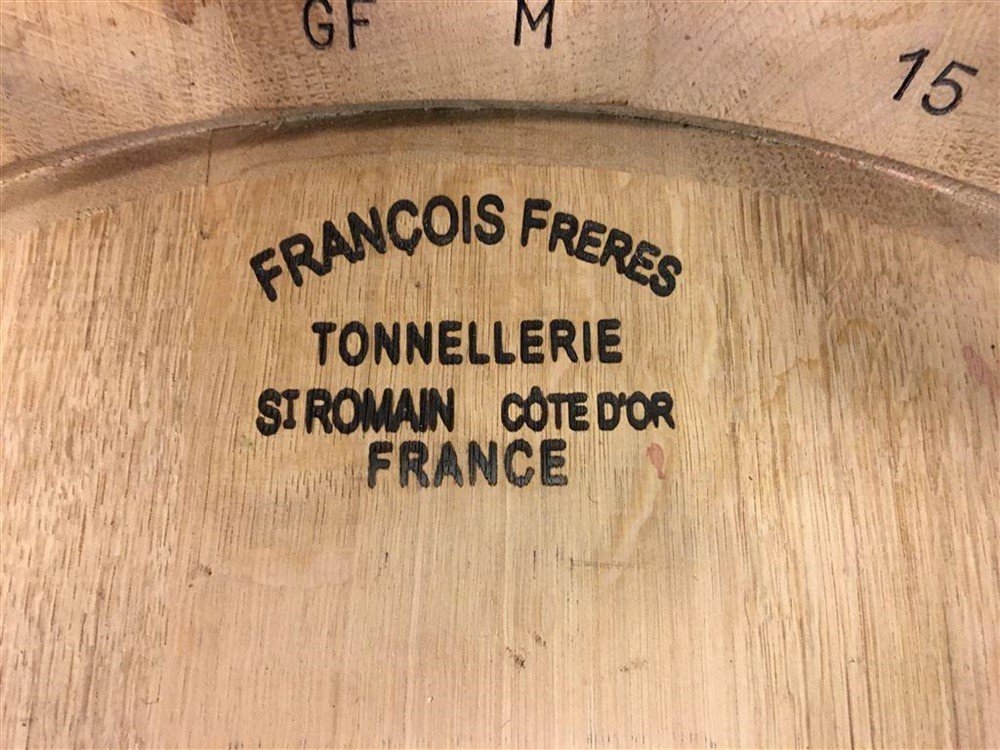 GF M 15
FRANÇOIS FRERES
TONNELLERIE
ST ROMAIN CÔTE D'OR
FRANCE